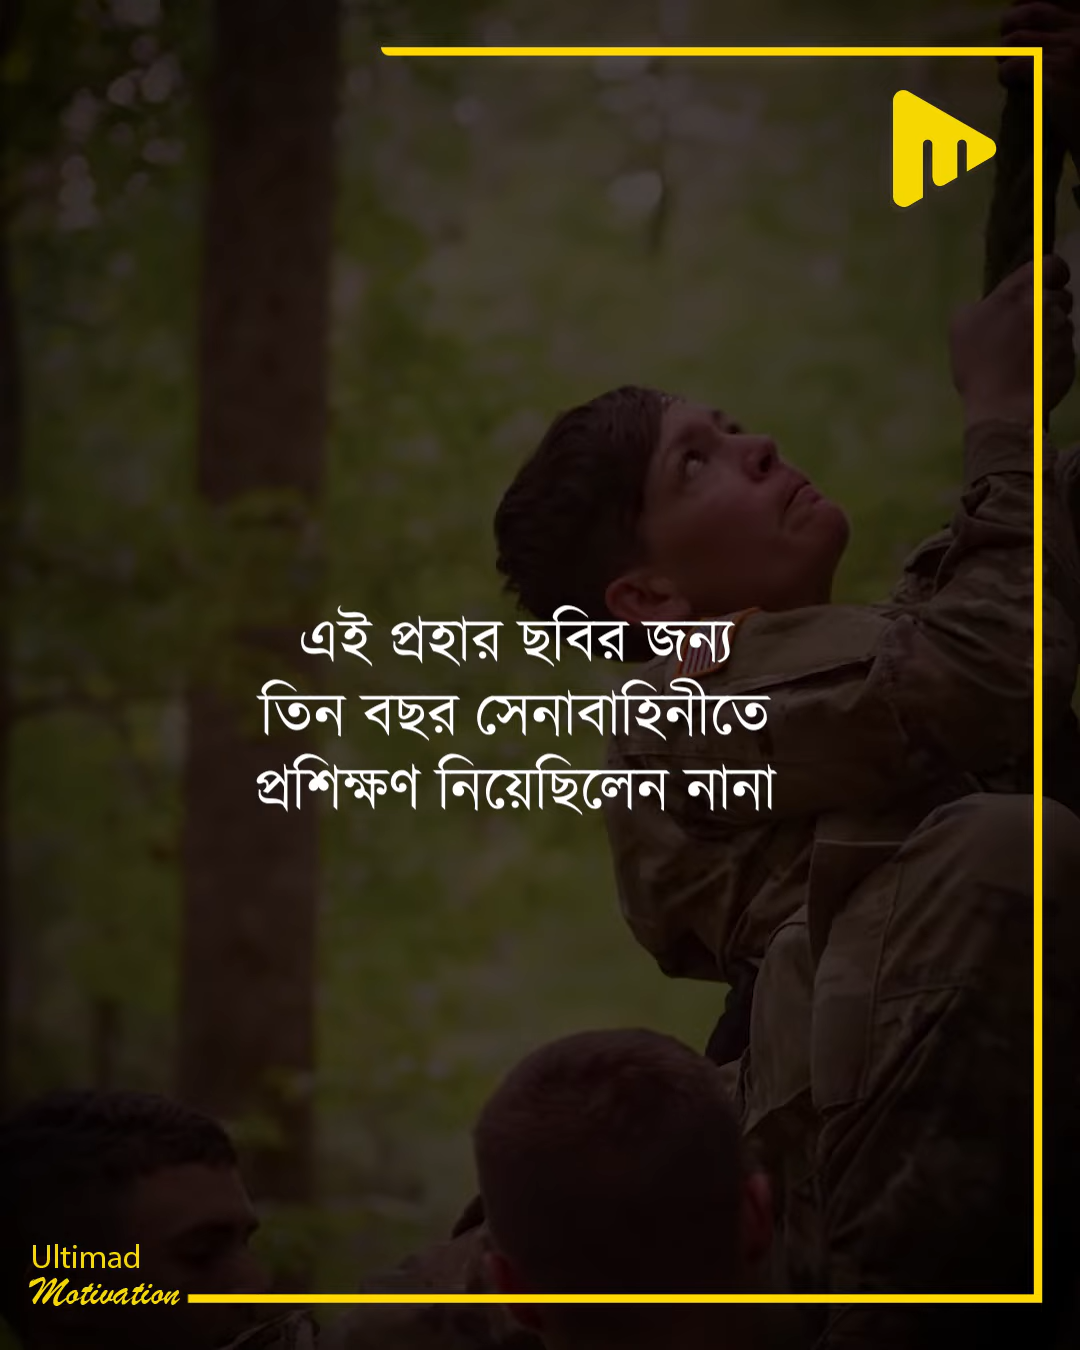 এই প্রহার ছবির জন্য
তিন বছর সেনাবাহিনীতে
প্রশিক্ষণ নিয়েছিলেন নানা
Ultimad
Motivation